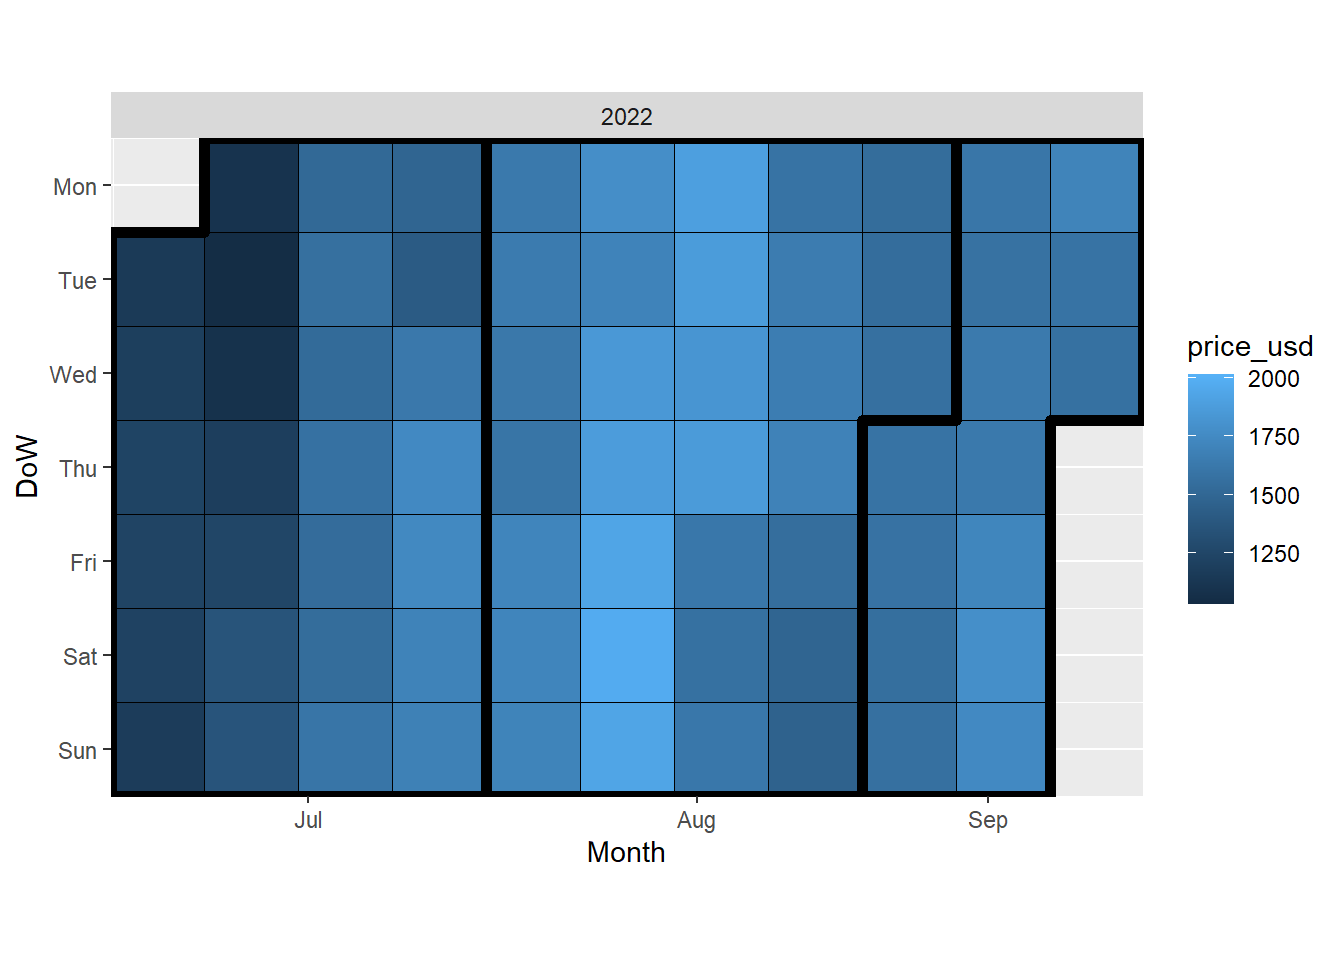 2022
Mon
Tue
Wed
Thu
Fri
Sat
Sun
DoW
Jul Aug Sep
Month
price_usd
2000
1750
1500
1250